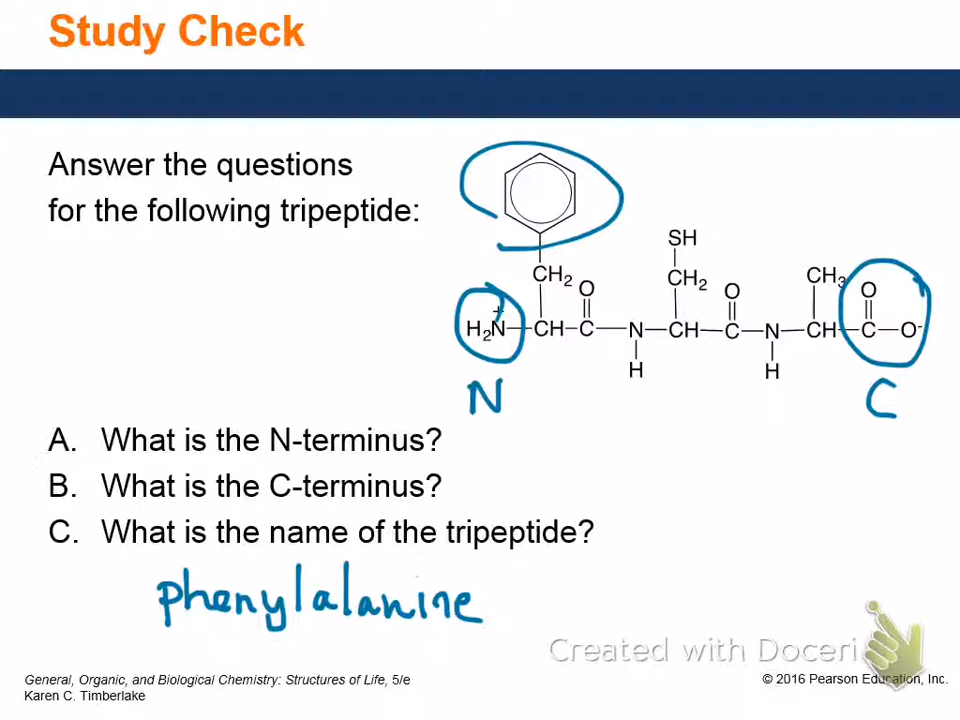 Study Check
Answer the questions
for the following tripeptide:
SH
CH2 O CH2 O CH3 O
+
H2N CH C N CH C N CH C O-
H H
N C
A. What is the N-terminus?
B. What is the C-terminus?
C. What is the name of the tripeptide?
phenylalanine
Created with Doceri
General, Organic, and Biological Chemistry: Structures of Life, 5/e
Karen C. Timberlake
© 2016 Pearson Education, Inc.